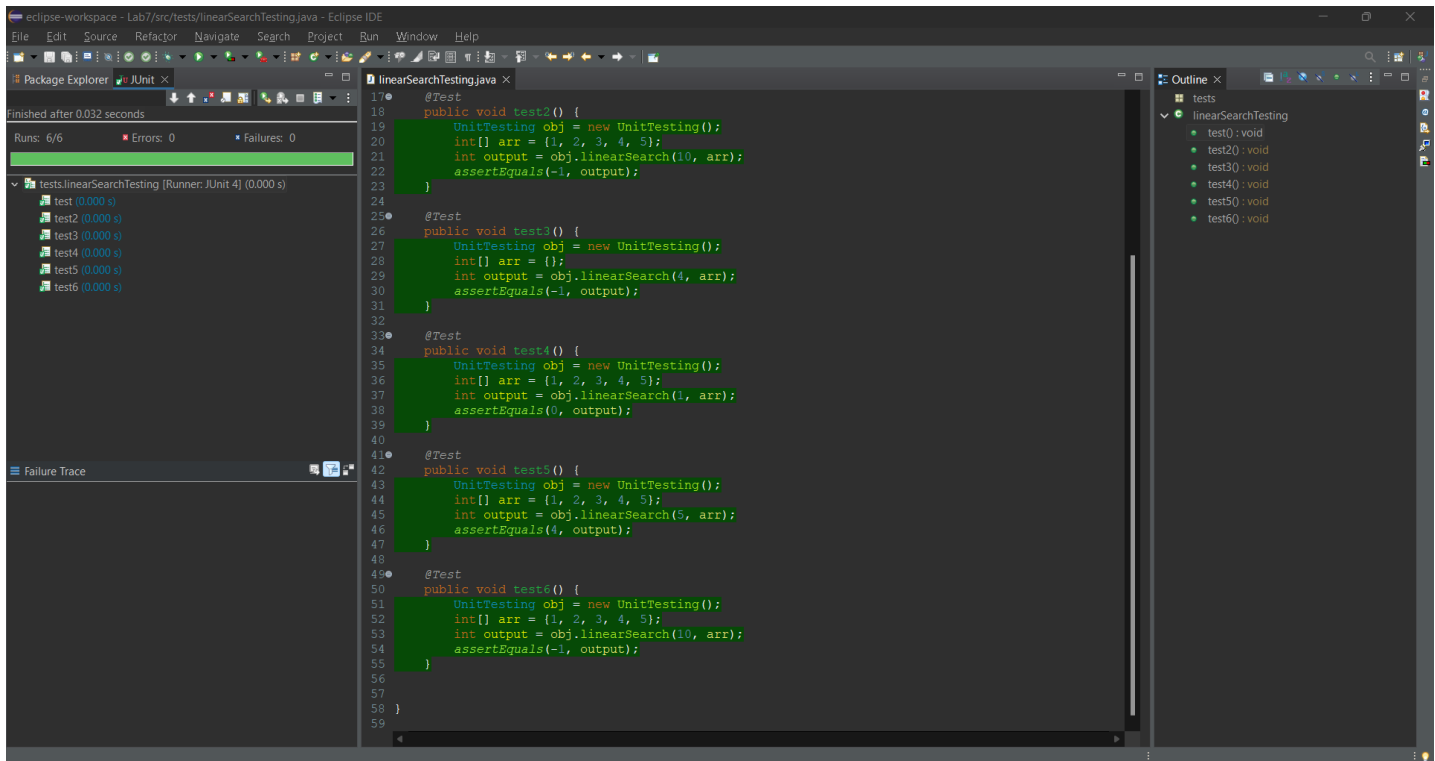 eclipse-workspace - Lab7/src/tests/linearSearchTesting.java - Eclipse IDE
File Edit Source Refactor Navigate Search Project Run Window Help
Package Explorer JUnit
Finished after 0.032 seconds
Runs: 6/6 Errors: 0 Failures: 0
tests.linearSearchTesting [Runner: JUnit 4] (0.000 s)
test (0.000 s)
test2 (0.000 s)
test3 (0.000 s)
test4 (0.000 s)
test5 (0.000 s)
test6 (0.000 s)
Failure Trace
linearSearchTesting.java
17 @Test
18 public void test2() {
19 UnitTesting obj = new UnitTesting();
20 int[] arr = {1, 2, 3, 4, 5};
21 int output = obj.linearSearch(10, arr);
22 assertEquals(-1, output);
23 }
24
25 @Test
26 public void test3() {
27 UnitTesting obj = new UnitTesting();
28 int[] arr = {};
29 int output = obj.linearSearch(4, arr);
30 assertEquals(-1, output);
31 }
32
33 @Test
34 public void test4() {
35 UnitTesting obj = new UnitTesting();
36 int[] arr = {1, 2, 3, 4, 5};
37 int output = obj.linearSearch(1, arr);
38 assertEquals(0, output);
39 }
40
41 @Test
42 public void test5() {
43 UnitTesting obj = new UnitTesting();
44 int[] arr = {1, 2, 3, 4, 5};
45 int output = obj.linearSearch(5, arr);
46 assertEquals(4, output);
47 }
48
49 @Test
50 public void test6() {
51 UnitTesting obj = new UnitTesting();
52 int[] arr = {1, 2, 3, 4, 5};
53 int output = obj.linearSearch(10, arr);
54 assertEquals(-1, output);
55 }
56
57
58 }
59
Outline
tests
linearSearchTesting
test() : void
test2() : void
test3() : void
test4() : void
test5() : void
test6() : void